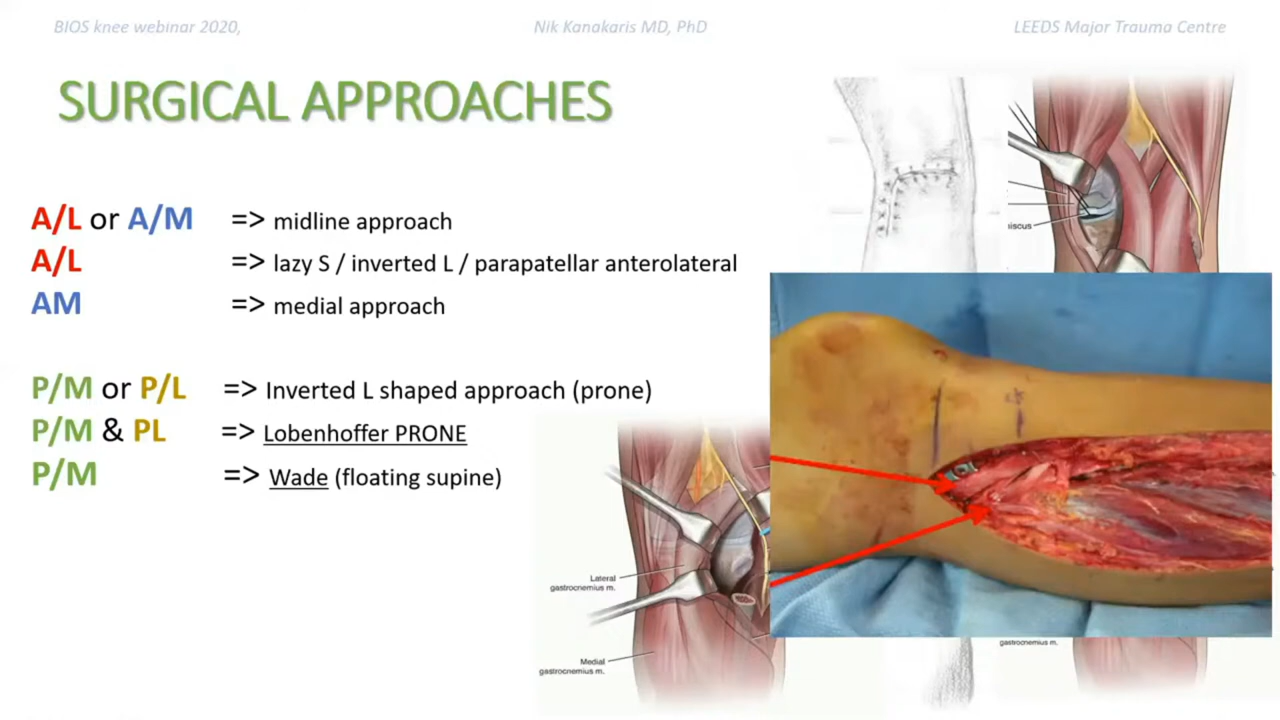 BIOS knee webinar 2020,
Nik Kanakaris MD, PhD
LEEDS Major Trauma Centre
SURGICAL APPROACHES
A/L or A/M => midline approach
A/L => lazy S / inverted L / parapatellar anterolateral
AM => medial approach
P/M or P/L => Inverted L shaped approach (prone)
P/M & PL => Lobenhoffer PRONE
P/M => Wade (floating supine)
Lateral
gastrocnemius m.
Medial
gastrocnemius m.
gastrocnemius m.